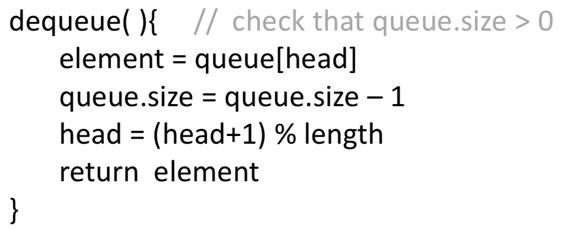 dequeue( ){    //  check that queue.size > 0
element = queue[head]
queue.size = queue.size – 1
head = (head+1) % length
return  element
}